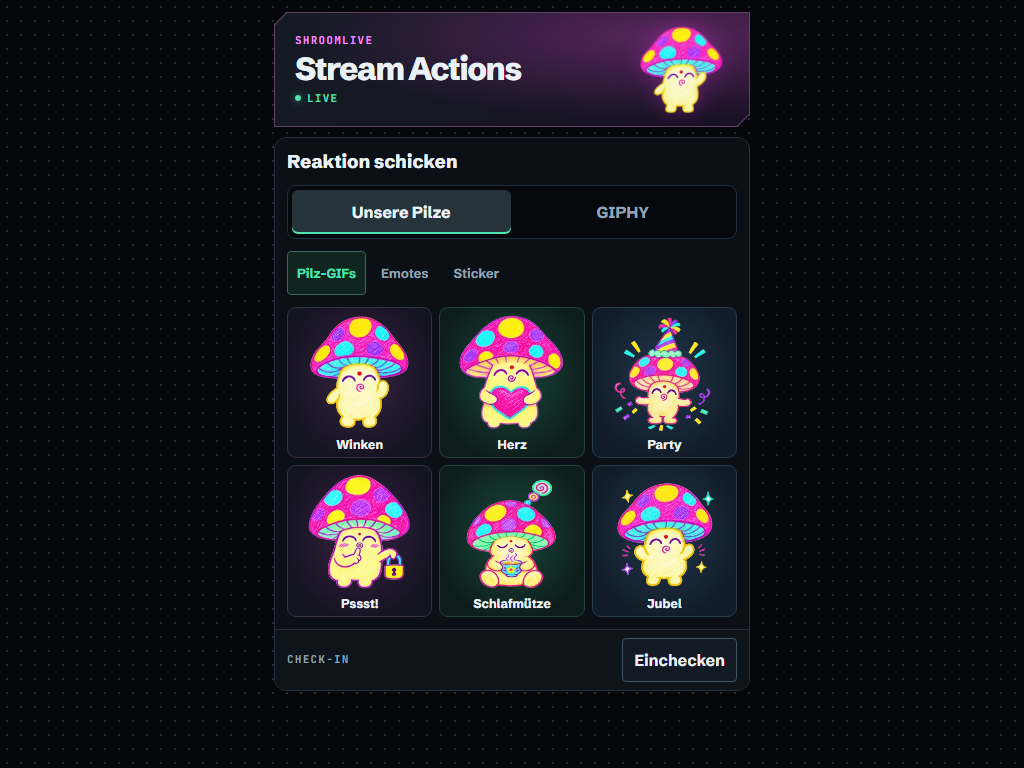 SHROOMLIVE
Stream Actions
LIVE
Reaktion schicken
Unsere Pilze
GIPHY
Pilz-GIFs
Emotes
Sticker
Winken
Herz
Party
Pssst!
Schlafmütze
Jubel
CHECK-IN
Einchecken